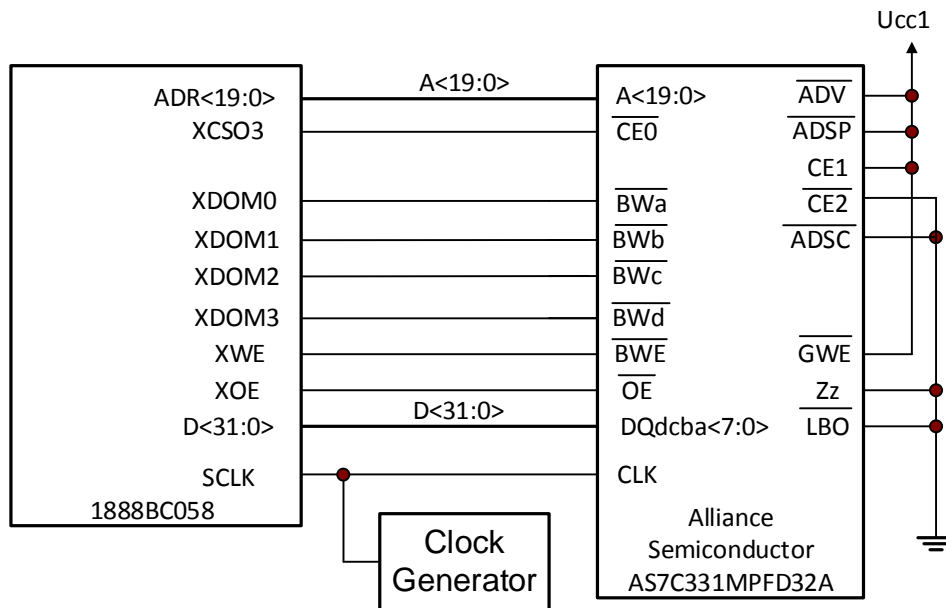 Ucc1
A<19:0>
ADR<19:0>
XCSO3
XDOM0
XDOM1
XDOM2
XDOM3
XWE
XOE
D<31:0>
D<31:0>
SCLK
1888BC058
A<19:0>
CE0
BWa
BWb
BWc
BWd
BWE
OE
DQdcba<7:0>
CLK
ADV
ADSP
CE1
CE2
ADSC
GWE
Zz
LBO
Alliance
Semiconductor
AS7C331MPFD32A
Clock
Generator